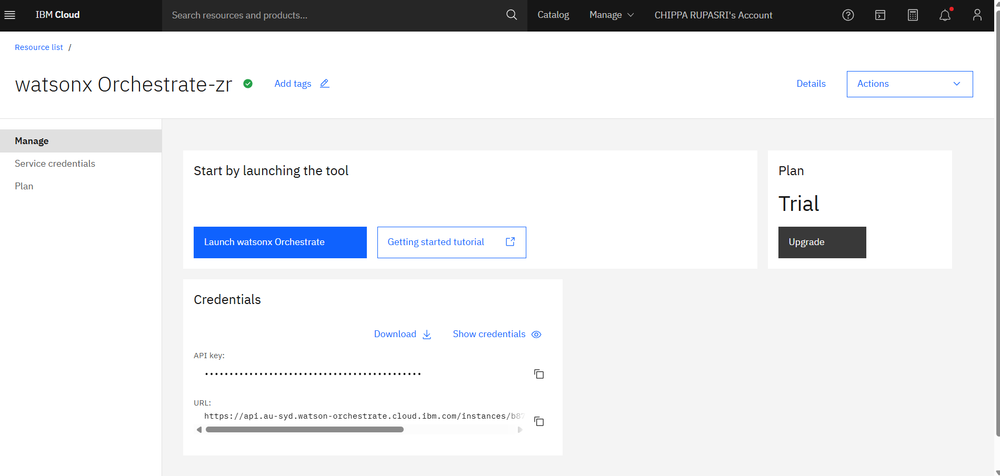 IBM Cloud
Search resources and products...
Catalog
Manage
CHIPPA RUPASRI's Account
Resource list /
watsonx Orchestrate-zr
Add tags
Details
Actions
Manage
Service credentials
Plan
Start by launching the tool
Launch watsonx Orchestrate
Getting started tutorial
Plan
Trial
Upgrade
Credentials
Download
Show credentials
API key:
•••••••••••••••••••••••••••••••••••••••••••• 
URL:
https://api.au-syd.watson-orchestrate.cloud.ibm.com/instances/b87